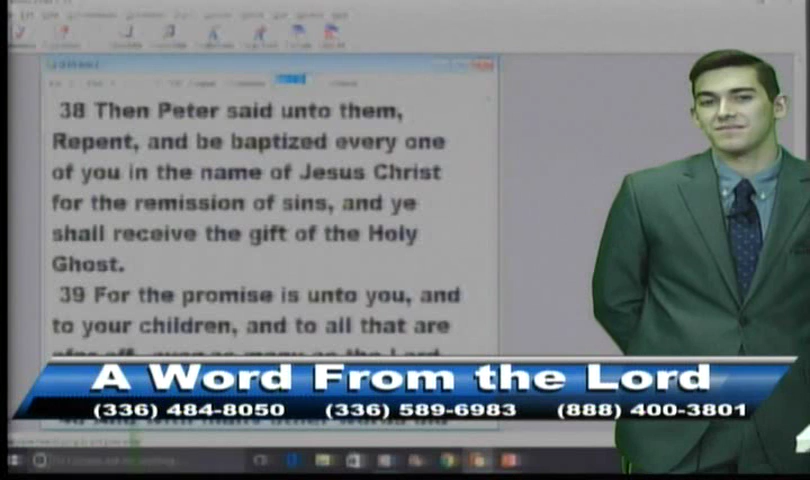 38 Then Peter said unto them,
Repent, and be baptized every one
of you in the name of Jesus Christ
for the remission of sins, and ye
shall receive the gift of the Holy
Ghost.
39 For the promise is unto you, and
to your children, and to all that are
A Word From the Lord
(336) 484-8050 (336) 589-6983 (888) 400-3801